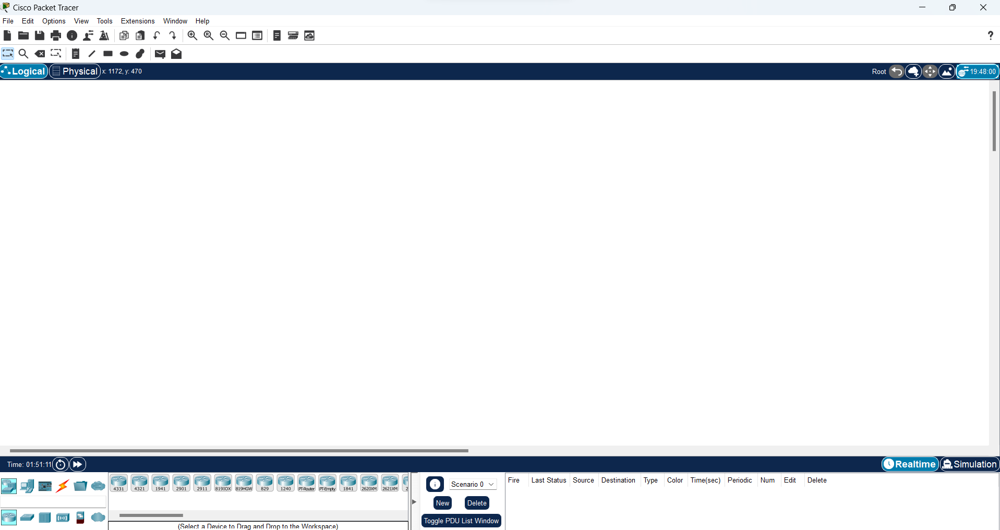 Cisco Packet Tracer
File Edit Options View Tools Extensions Window Help
?
Logical Physical x: 1172, y: 470 Root 19:48:00
Time: 01:51:11 Realtime Simulation
4331 4321 1941 2901 2911 819IOX 819HGW 829 1240 PT-Router PT-Empty 1841 2620XM 2621XM
Scenario 0
Fire Last Status Source Destination Type Color Time(sec) Periodic Num Edit Delete
New Delete
Toggle PDU List Window
(Select a Device to Drag and Drop to the Workspace)